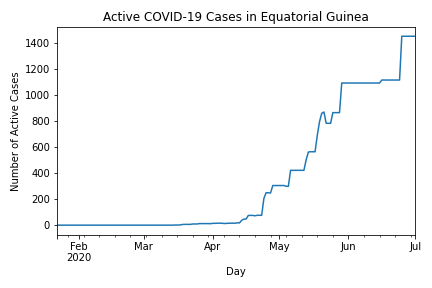 Active COVID-19 Cases in Equatorial Guinea
Number of Active Cases
1400
1200
1000
800
600
400
200
0
Feb Mar Apr May Jun Jul
2020
Day